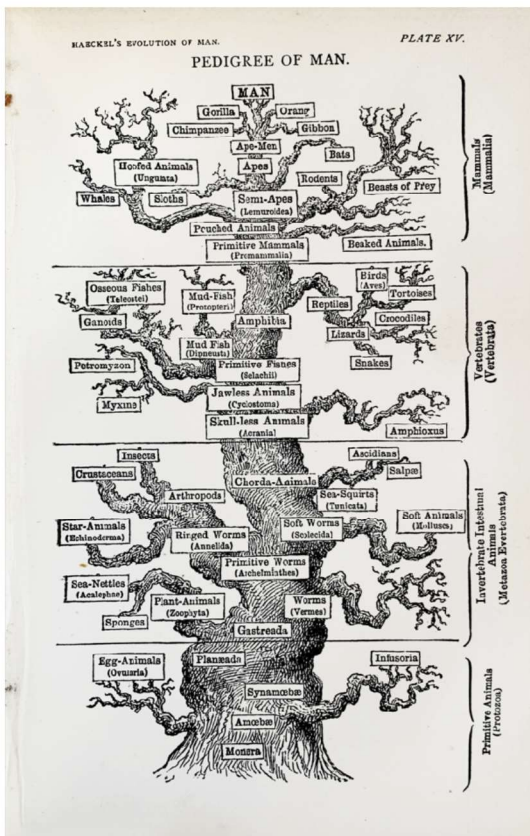 HAECKEL'S EVOLUTION OF MAN.
PLATE XV.
PEDIGREE OF MAN.
MAN
Gorilla
Orang
Chimpanzee
Gibbon
Ape-Men
Bats
Hoofed Animals
(Ungunta)
Apes
Rodents
Beasts of Prey
Whales
Sloths
Semi-Apes
(Lemuroidea)
Pouched Animals
Primitive Mammals
(Promammalia)
Beaked Animals.
Mammals
(Mammalia)
Osseous Fishes
(Teleostei)
Mud-Fish
(Protopteri)
Birds
(Aves)
Tortoises
Reptiles
Ganoids
Amphibia
Crocodiles
Lizards
Mud Fish
(Dipneusta)
Snakes
Petromyzon
Primitive Fishes
(Selachii)
Jawless Animals
(Cyclostoma)
Myxine
Skull-less Animals
(Acrania)
Amphioxus
Vertebrates
(Vertebrata)
Insects
Ascidians
Crustaceans
Salpæ
Chorda-Animals
Arthropods
Sea-Squirts
(Tunicata)
Star-Animals
(Echinoderma)
Ringed Worms
(Annelida)
Soft Worms
(Scolecida)
Soft Animals
(Mollusca)
Primitive Worms
(Archelminthes)
Sea-Nettles
(Acalephae)
Plant-Animals
(Zoophyta)
Worms
(Vermes)
Sponges
Gastreada
Invertebrate Intestinal
Animals
(Metazoa Evertebrata)
Egg-Animals
(Ovularia)
Planæada
Infusoria
Synamœbæ
Amœbæ
Monera
Primitive Animals
(Protozoa)